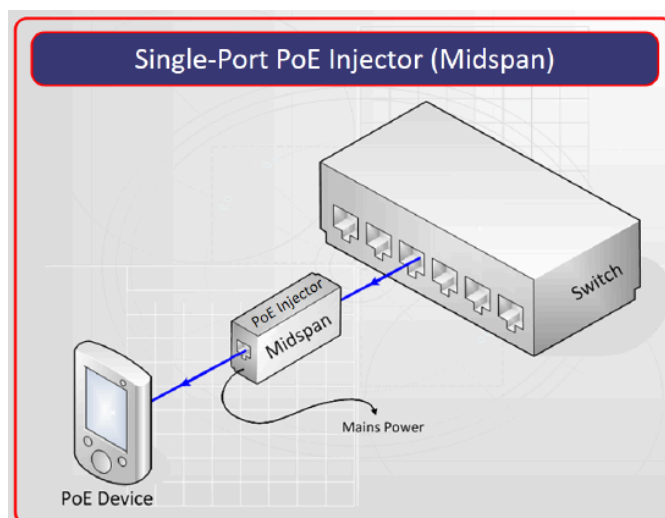 Single-Port PoE Injector (Midspan)
Switch
PoE Injector
Midspan
Mains Power
PoE Device